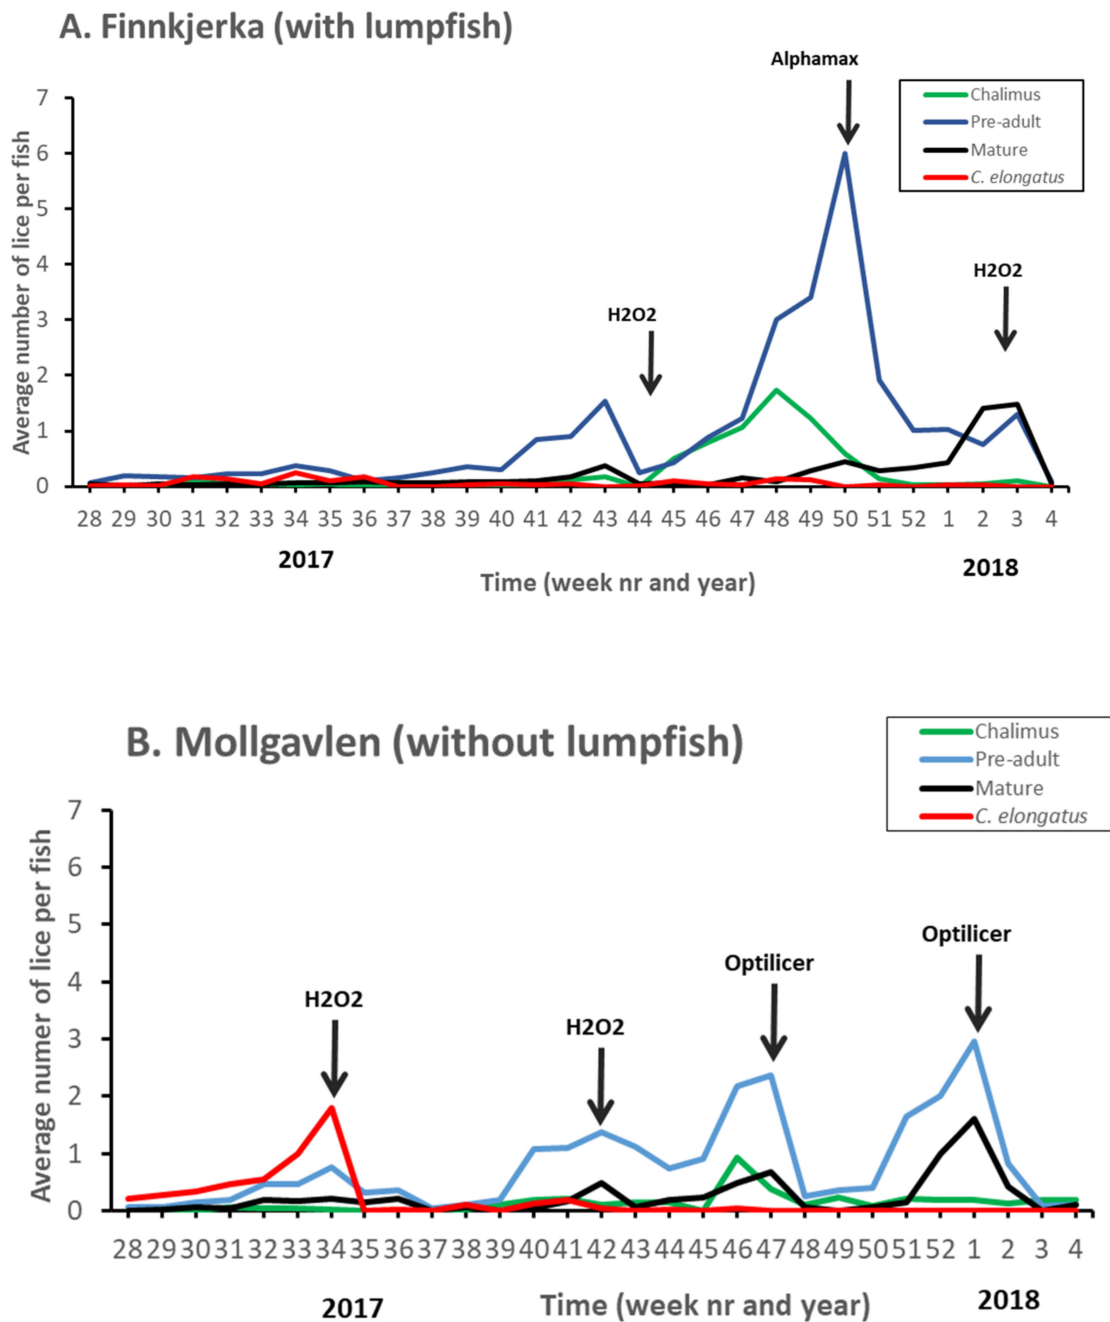 A. Finnkjerka (with lumpfish)
Alphamax
Chalimus
Pre-adult
Mature
C. elongatus
H2O2
H2O2
Average number of lice per fish
7
6
5
4
3
2
1
0
28 29 30 31 32 33 34 35 36 37 38 39 40 41 42 43 44 45 46 47 48 49 50 51 52 1 2 3 4
2017
2018
Time (week nr and year)
B. Mollgavlen (without lumpfish)
Chalimus
Pre-adult
Mature
C. elongatus
Optilicer
Optilicer
H2O2
H2O2
Average numer of lice per fish
7
6
5
4
3
2
1
0
28 29 30 31 32 33 34 35 36 37 38 39 40 41 42 43 44 45 46 47 48 49 50 51 52 1 2 3 4
2017
Time (week nr and year)
2018